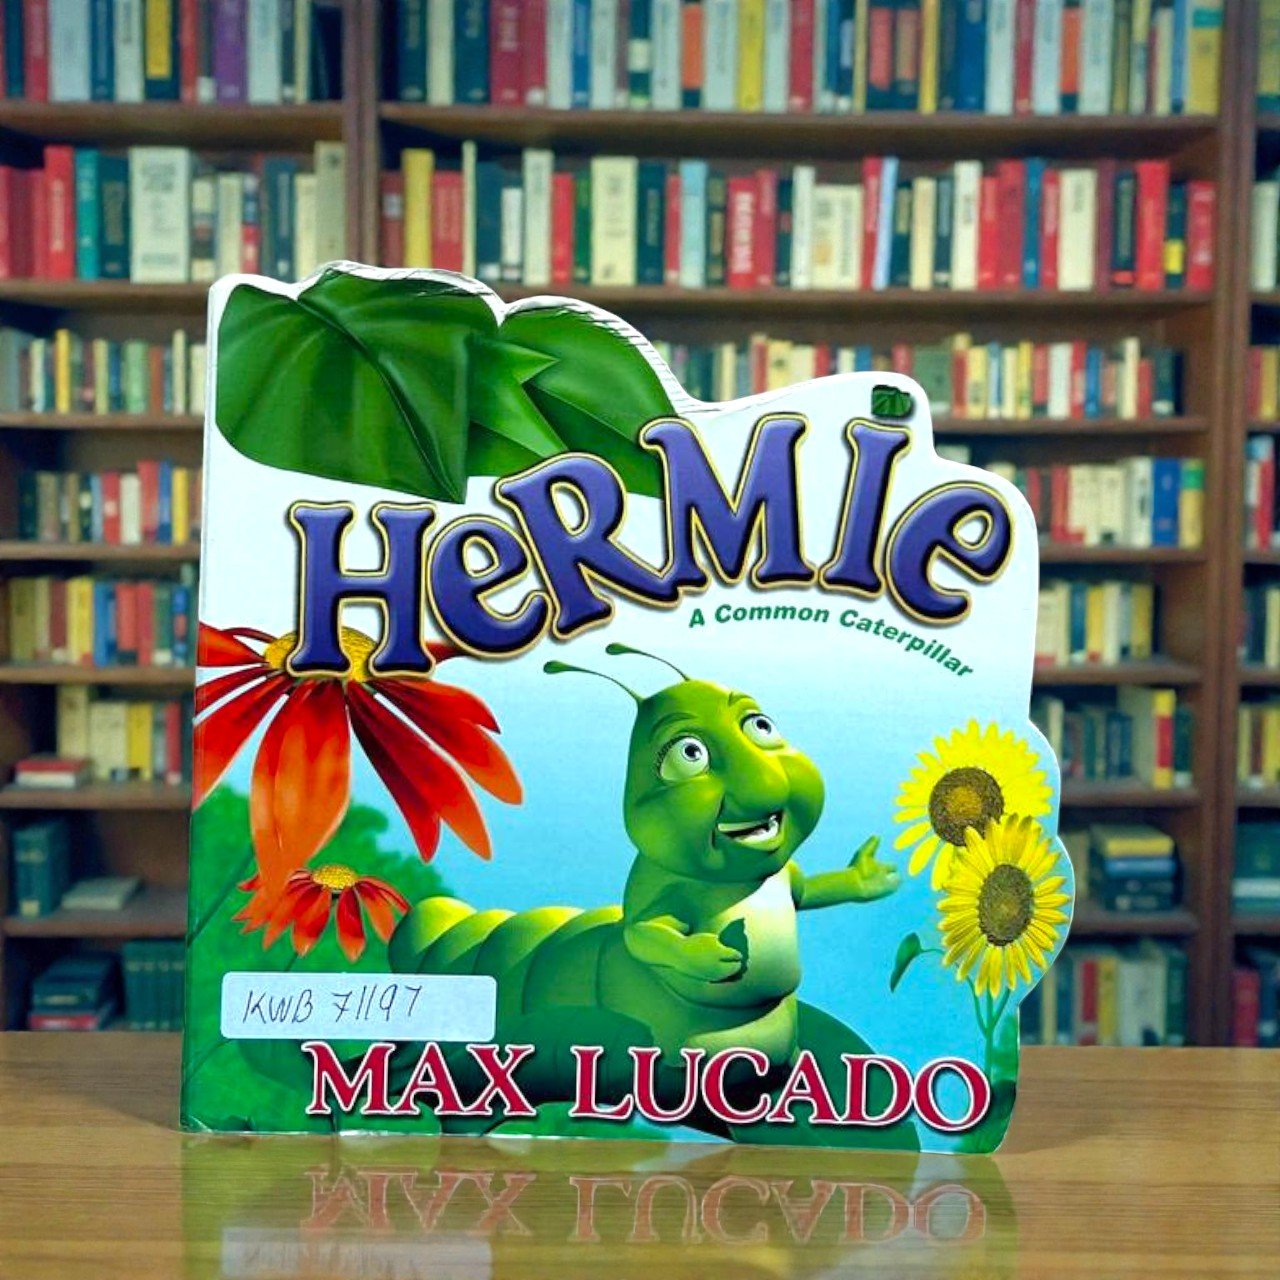 HeRMie
A Common Caterpillar
KWB 71197
MAX LUCADO